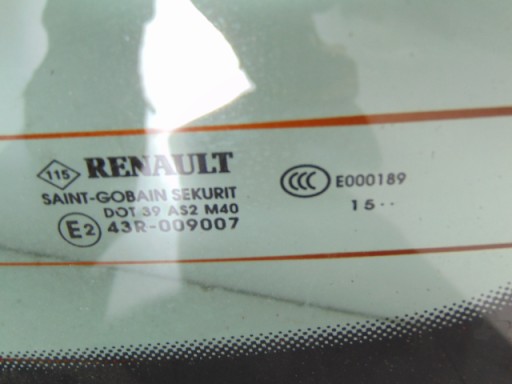 115 RENAULT
SAINT-GOBAIN SEKURIT
DOT 39 AS2 M40
E2 43R-009007
CCC E000189
15··